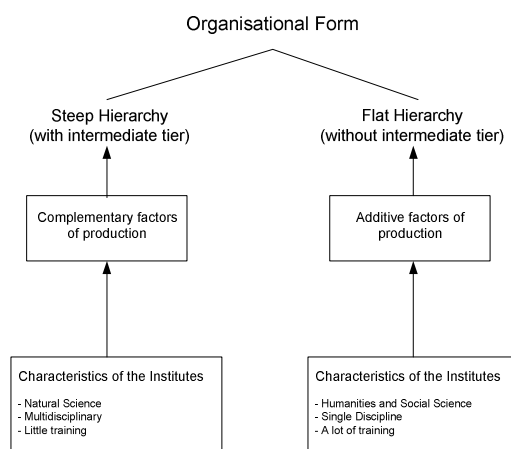 Organisational Form
Steep Hierarchy
(with intermediate tier)
Flat Hierarchy
(without intermediate tier)
Complementary factors
of production
Additive factors of
production
Characteristics of the Institutes
- Natural Science
- Multidisciplinary
- Little training
Characteristics of the Institutes
- Humanities and Social Science
- Single Discipline
- A lot of training